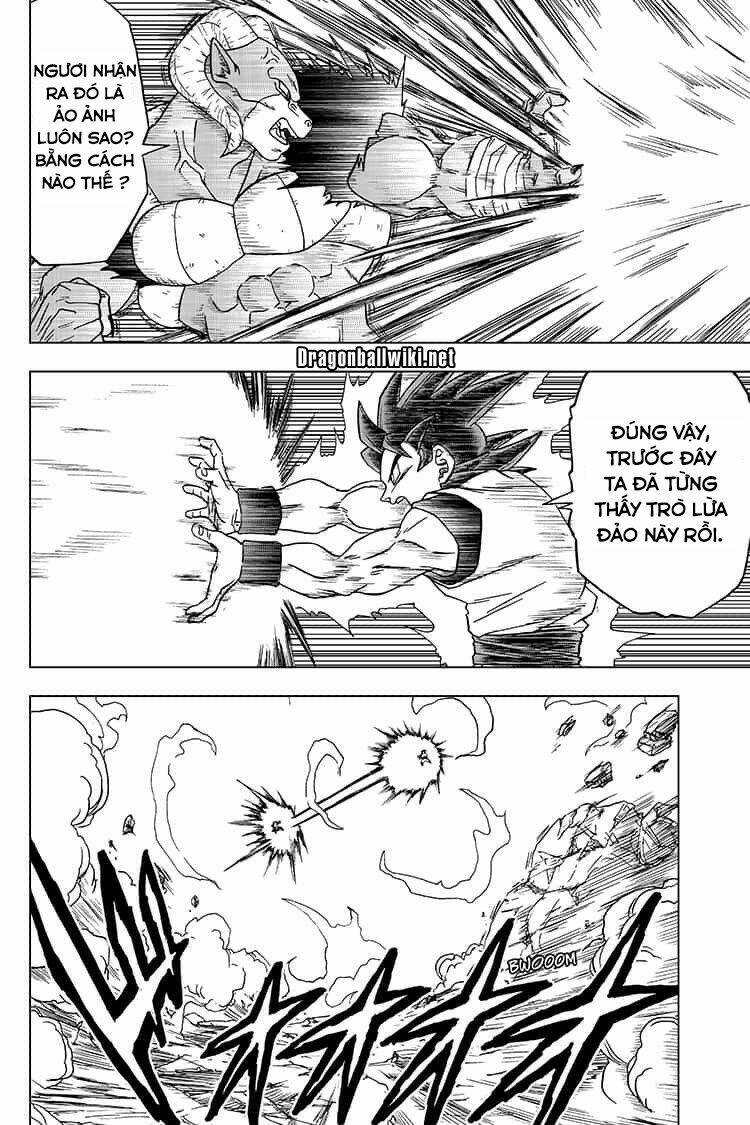 NGƯƠI NHẬN
RA ĐÓ LÀ
ẢO ẢNH
LUÔN SAO?
BẰNG CÁCH
NÀO THẾ ?
Dragonballwiki.net
ĐÚNG VẬY,
TRƯỚC ĐÂY
TA ĐÃ TỪNG
THẤY TRÒ LỪA
ĐẢO NÀY RỒI.
BWOOOM